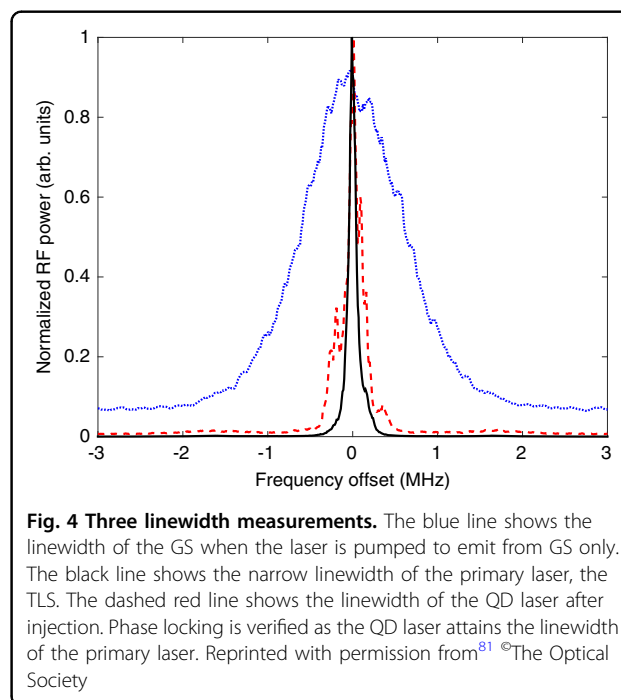 1
0.8
0.6
0.4
0.2
0
Normalized RF power (arb. units)
-3 -2 -1 0 1 2 3
Frequency offset (MHz)
Fig. 4 Three linewidth measurements. The blue line shows the
linewidth of the GS when the laser is pumped to emit from GS only.
The black line shows the narrow linewidth of the primary laser, the
TLS. The dashed red line shows the linewidth of the QD laser after
injection. Phase locking is verified as the QD laser attains the linewidth
of the primary laser. Reprinted with permission from81 ©The Optical
Society